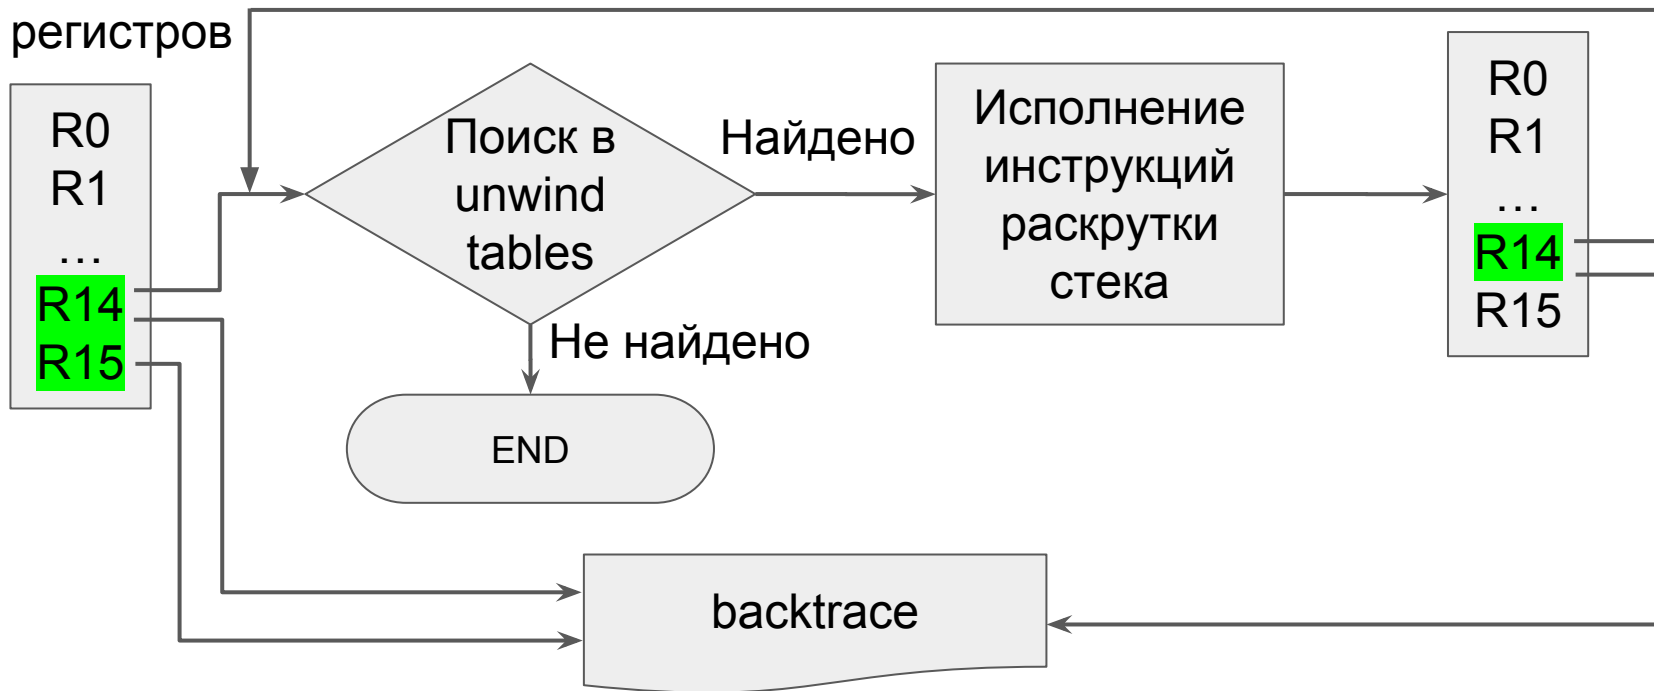 регистров
R0
R1
...
R14
R15
Поиск в
unwind
tables
Найдено
Не найдено
END
Исполнение
инструкций
раскрутки
стека
R0
R1
...
R14
R15
backtrace